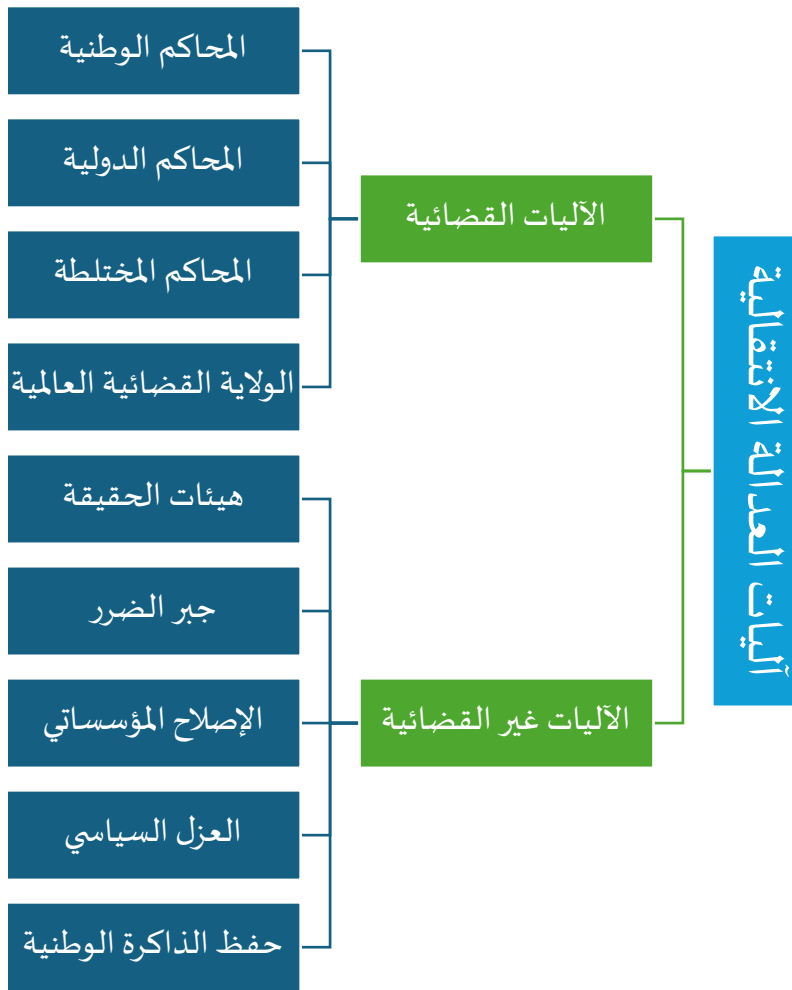 آليات العدالة الانتقالية
الآليات القضائية
المحاكم الوطنية
المحاكم الدولية
المحاكم المختلطة
الولاية القضائية العالمية
الآليات غير القضائية
هيئات الحقيقة
جبر الضرر
الإصلاح المؤسساتي
العزل السياسي
حفظ الذاكرة الوطنية